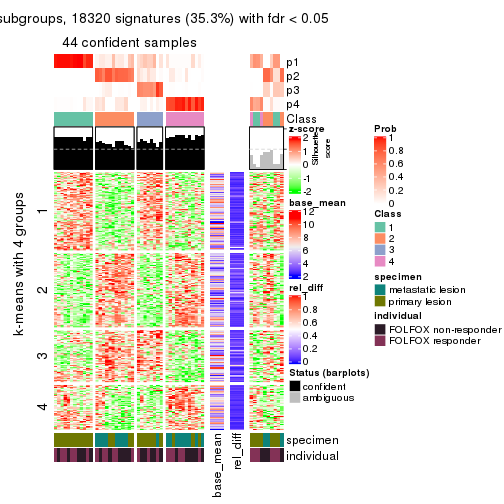 subgroups, 18320 signatures (35.3%) with fdr < 0.05
44 confident samples
p1
p2
p3
p4
Class
Silhouette
score
k-means with 4 groups
1
2
3
4
specimen
individual
base_mean
rel_diff
z-score
2
1
0
-1
-2
base_mean
12
10
8
6
4
2
rel_diff
1
0.8
0.6
0.4
0.2
0
Status (barplots)
confident
ambiguous
Prob
1
0.8
0.6
0.4
0.2
0
Class
1
2
3
4
specimen
metastatic lesion
primary lesion
individual
FOLFOX non-responder
FOLFOX responder